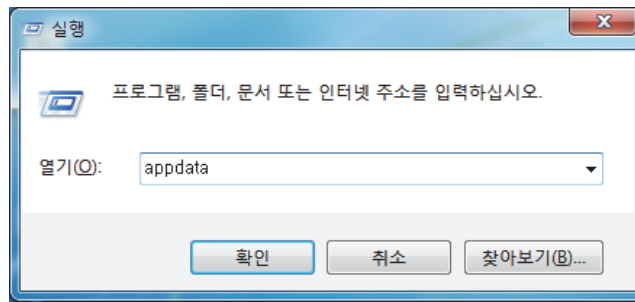 실행
프로그램, 폴더, 문서 또는 인터넷 주소를 입력하십시오.
열기(O): appdata
확인 취소 찾아보기(B)...